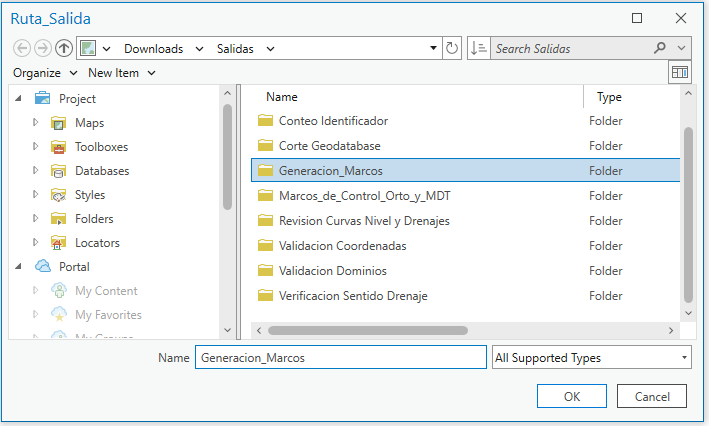 Ruta_Salida
Downloads Salidas
Search Salidas
Organize New Item
Project
Maps
Toolboxes
Databases
Styles
Folders
Locators
Portal
My Content
My Favorites
My Groups
Name Type
Conteo Identificador Folder
Corte Geodatabase Folder
Generacion_Marcos Folder
Marcos_de_Control_Orto_y_MDT Folder
Revision Curvas Nivel y Drenajes Folder
Validacion Coordenadas Folder
Validacion Dominios Folder
Verificacion Sentido Drenaje Folder
Name Generacion_Marcos All Supported Types
OK Cancel